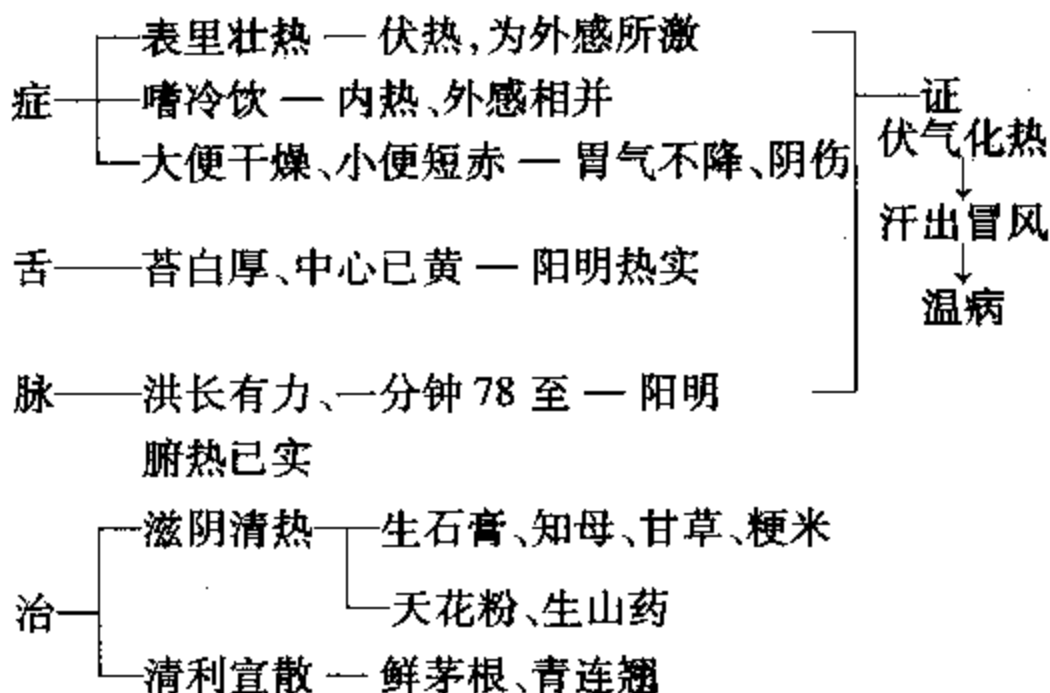 表里壮热 — 伏热,为外感所激
症 嗜冷饮 — 内热、外感相并
大便干燥、小便短赤 — 胃气不降、阴伤
舌 苔白厚、中心已黄 — 阳明热实
脉 洪长有力、一分钟 78 至 — 阳明
腑热已实
证
伏气化热
汗出冒风
温病
滋阴清热 生石膏、知母、甘草、粳米
天花粉、生山药
治
清利宣散 — 鲜茅根、青连翘